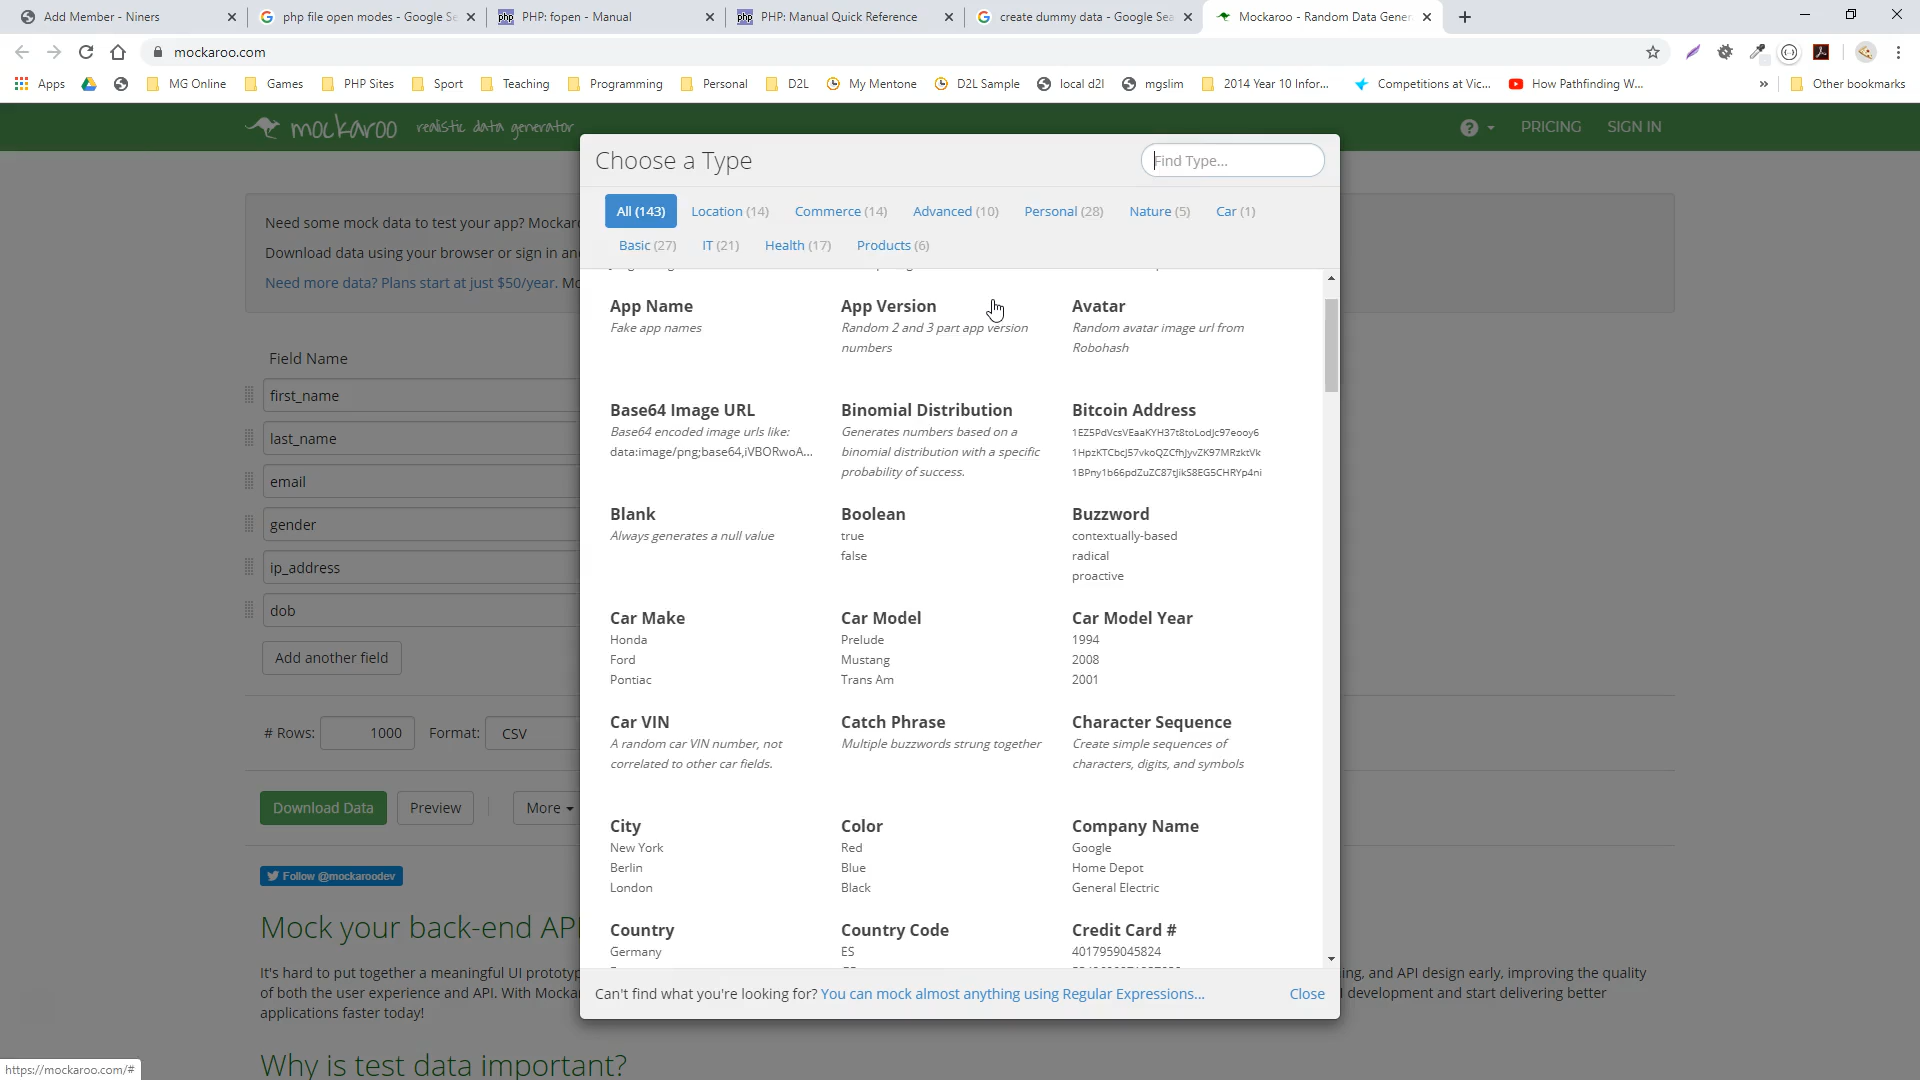 Add Member - Niners
php file open modes - Google Se
PHP: fopen - Manual
PHP: Manual Quick Reference
create dummy data - Google Sea
Mockaroo - Random Data Gener
mockaroo.com
Apps
MG Online
Games
PHP Sites
Sport
Teaching
Programming
Personal
D2L
My Mentone
D2L Sample
local d2l
mgslim
2014 Year 10 Infor...
Competitions at Vic...
How Pathfinding W...
»
Other bookmarks
mockaroo
realistic data generator
PRICING
SIGN IN
Need some mock data to test your app? Mockar
Download data using your browser or sign in an
Need more data? Plans start at just $50/year. Mo
Field Name
first_name
last_name
email
gender
ip_address
dob
Add another field
# Rows: 1000 Format: CSV
Download Data
Preview
More
Follow @mockaroodev
Mock your back-end API
It's hard to put together a meaningful UI prototyp
of both the user experience and API. With Mocka
applications faster today!
ing, and API design early, improving the quality
l development and start delivering better
Why is test data important?
Choose a Type
Find Type...
All (143)
Location (14)
Commerce (14)
Advanced (10)
Personal (28)
Nature (5)
Car (1)
Basic (27)
IT (21)
Health (17)
Products (6)
App Name
Fake app names
App Version
Random 2 and 3 part app version
numbers
Avatar
Random avatar image url from
Robohash
Base64 Image URL
Base64 encoded image urls like:
data:image/png;base64,iVBORwoA...
Binomial Distribution
Generates numbers based on a
binomial distribution with a specific
probability of success.
Bitcoin Address
1EZ5PdVcsVEaaKYH37t8toLodJc97eooy6
1HpzKTCbcJ57vkoQZCfhJyvZK97MRzktVk
1BPny1b66pdZuZC87tJikS8EG5CHRYp4ni
Blank
Always generates a null value
Boolean
true
false
Buzzword
contextually-based
radical
proactive
Car Make
Honda
Ford
Pontiac
Car Model
Prelude
Mustang
Trans Am
Car Model Year
1994
2008
2001
Car VIN
A random car VIN number, not
correlated to other car fields.
Catch Phrase
Multiple buzzwords strung together
Character Sequence
Create simple sequences of
characters, digits, and symbols
City
New York
Berlin
London
Color
Red
Blue
Black
Company Name
Google
Home Depot
General Electric
Country
Germany
Country Code
ES
Credit Card #
4017959045824
Can't find what you're looking for? You can mock almost anything using Regular Expressions...
Close
https://mockaroo.com/#